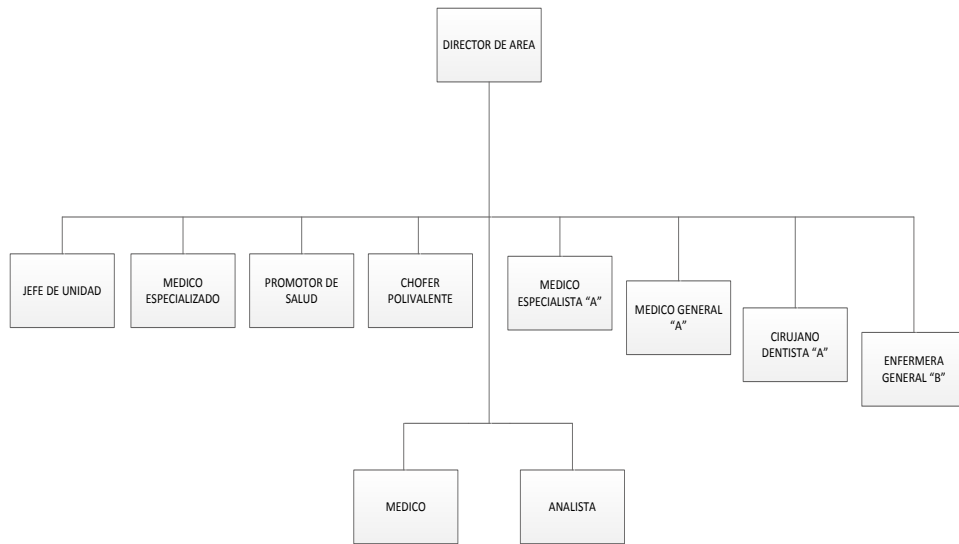 DIRECTOR DE AREA
JEFE DE UNIDAD
MEDICO
ESPECIALIZADO
PROMOTOR DE
SALUD
CHOFER
POLIVALENTE
MEDICO
ESPECIALISTA “A”
MEDICO GENERAL
“A”
CIRUJANO
DENTISTA “A”
ENFERMERA
GENERAL “B”
MEDICO
ANALISTA